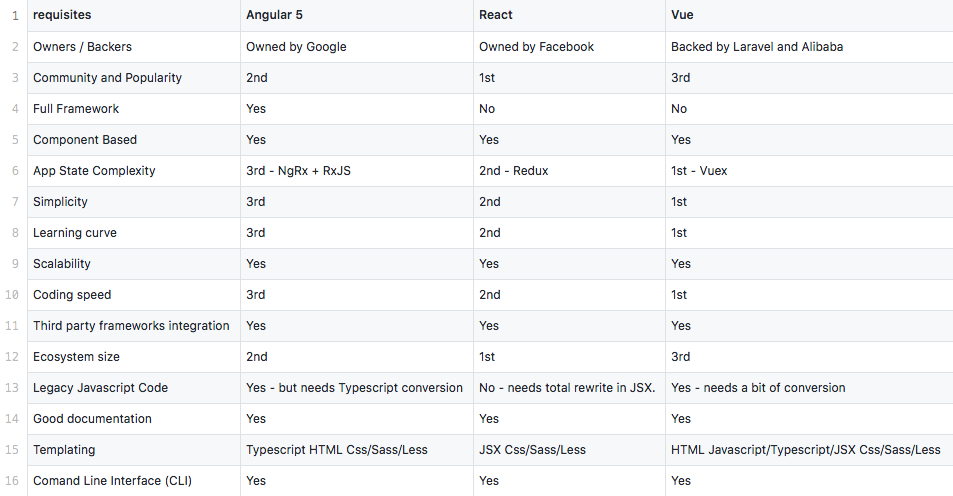 1 requisites Angular 5 React Vue
2 Owners / Backers Owned by Google Owned by Facebook Backed by Laravel and Alibaba
3 Community and Popularity 2nd 1st 3rd
4 Full Framework Yes No No
5 Component Based Yes Yes Yes
6 App State Complexity 3rd - NgRx + RxJS 2nd - Redux 1st - Vuex
7 Simplicity 3rd 2nd 1st
8 Learning curve 3rd 2nd 1st
9 Scalability Yes Yes Yes
10 Coding speed 3rd 2nd 1st
11 Third party frameworks integration Yes Yes Yes
12 Ecosystem size 2nd 1st 3rd
13 Legacy Javascript Code Yes - but needs Typescript conversion No - needs total rewrite in JSX. Yes - needs a bit of conversion
14 Good documentation Yes Yes Yes
15 Templating Typescript HTML Css/Sass/Less JSX Css/Sass/Less HTML Javascript/Typescript/JSX Css/Sass/Less
16 Comand Line Interface (CLI) Yes Yes Yes